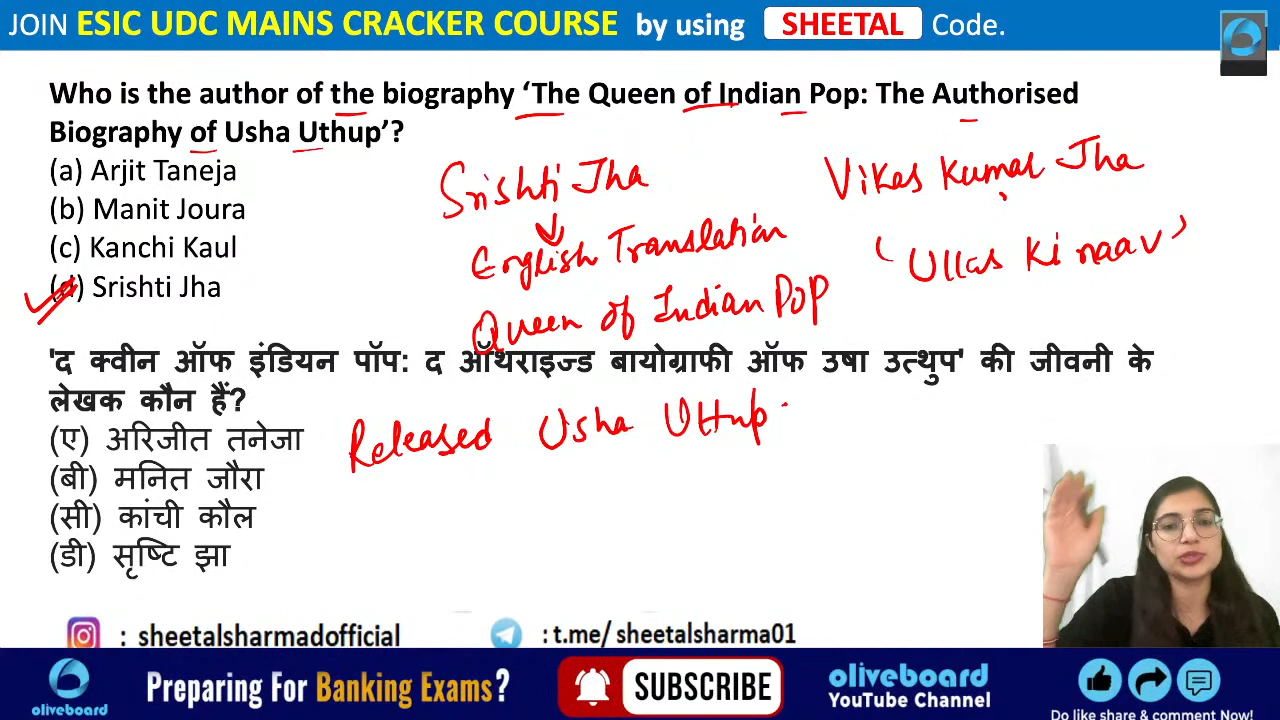 JOIN ESIC UDC MAINS CRACKER COURSE by using SHEETAL Code.
Who is the author of the biography ‘The Queen of Indian Pop: The Authorised
Biography of Usha Uthup’?
(a) Arjit Taneja
(b) Manit Joura
(c) Kanchi Kaul
(d) Srishti Jha
Srishti Jha
English Translation
Queen of Indian Pop
Vikas Kumar Jha
‘Ullas Ki naav’
'द क्वीन ऑफ इंडियन पॉप: द ऑथराइज्ड बायोग्राफी ऑफ उषा उत्थुप' की जीवनी के
लेखक कौन हैं?
(ए) अरिजीत तनेजा
(बी) मनित जौरा
(सी) कांची कौल
(डी) सृष्टि झा
Released Usha Uthup
: sheetalsharmadofficial
: t.me/ sheetalsharma01
oliveboard
Preparing For Banking Exams?
SUBSCRIBE
oliveboard
YouTube Channel
Do like share & comment Now!